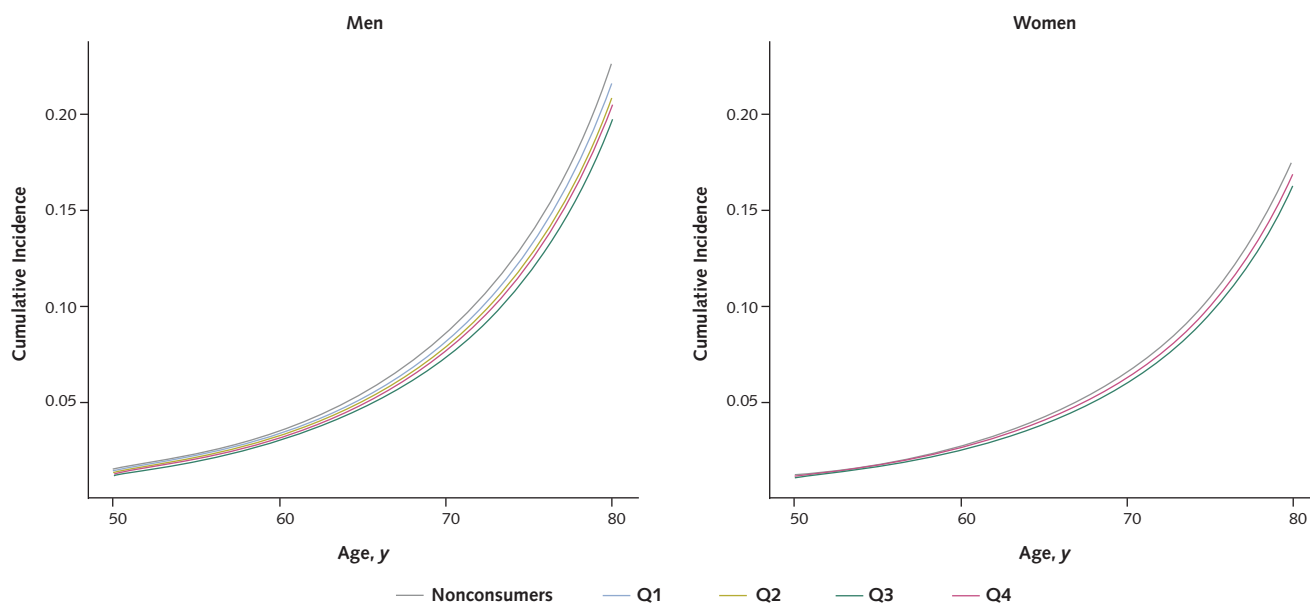 Men
Women
Cumulative Incidence
0.20
0.15
0.10
0.05
50
60
70
80
Age, y
Cumulative Incidence
0.20
0.15
0.10
0.05
50
60
70
80
Age, y
Nonconsumers
Q1
Q2
Q3
Q4